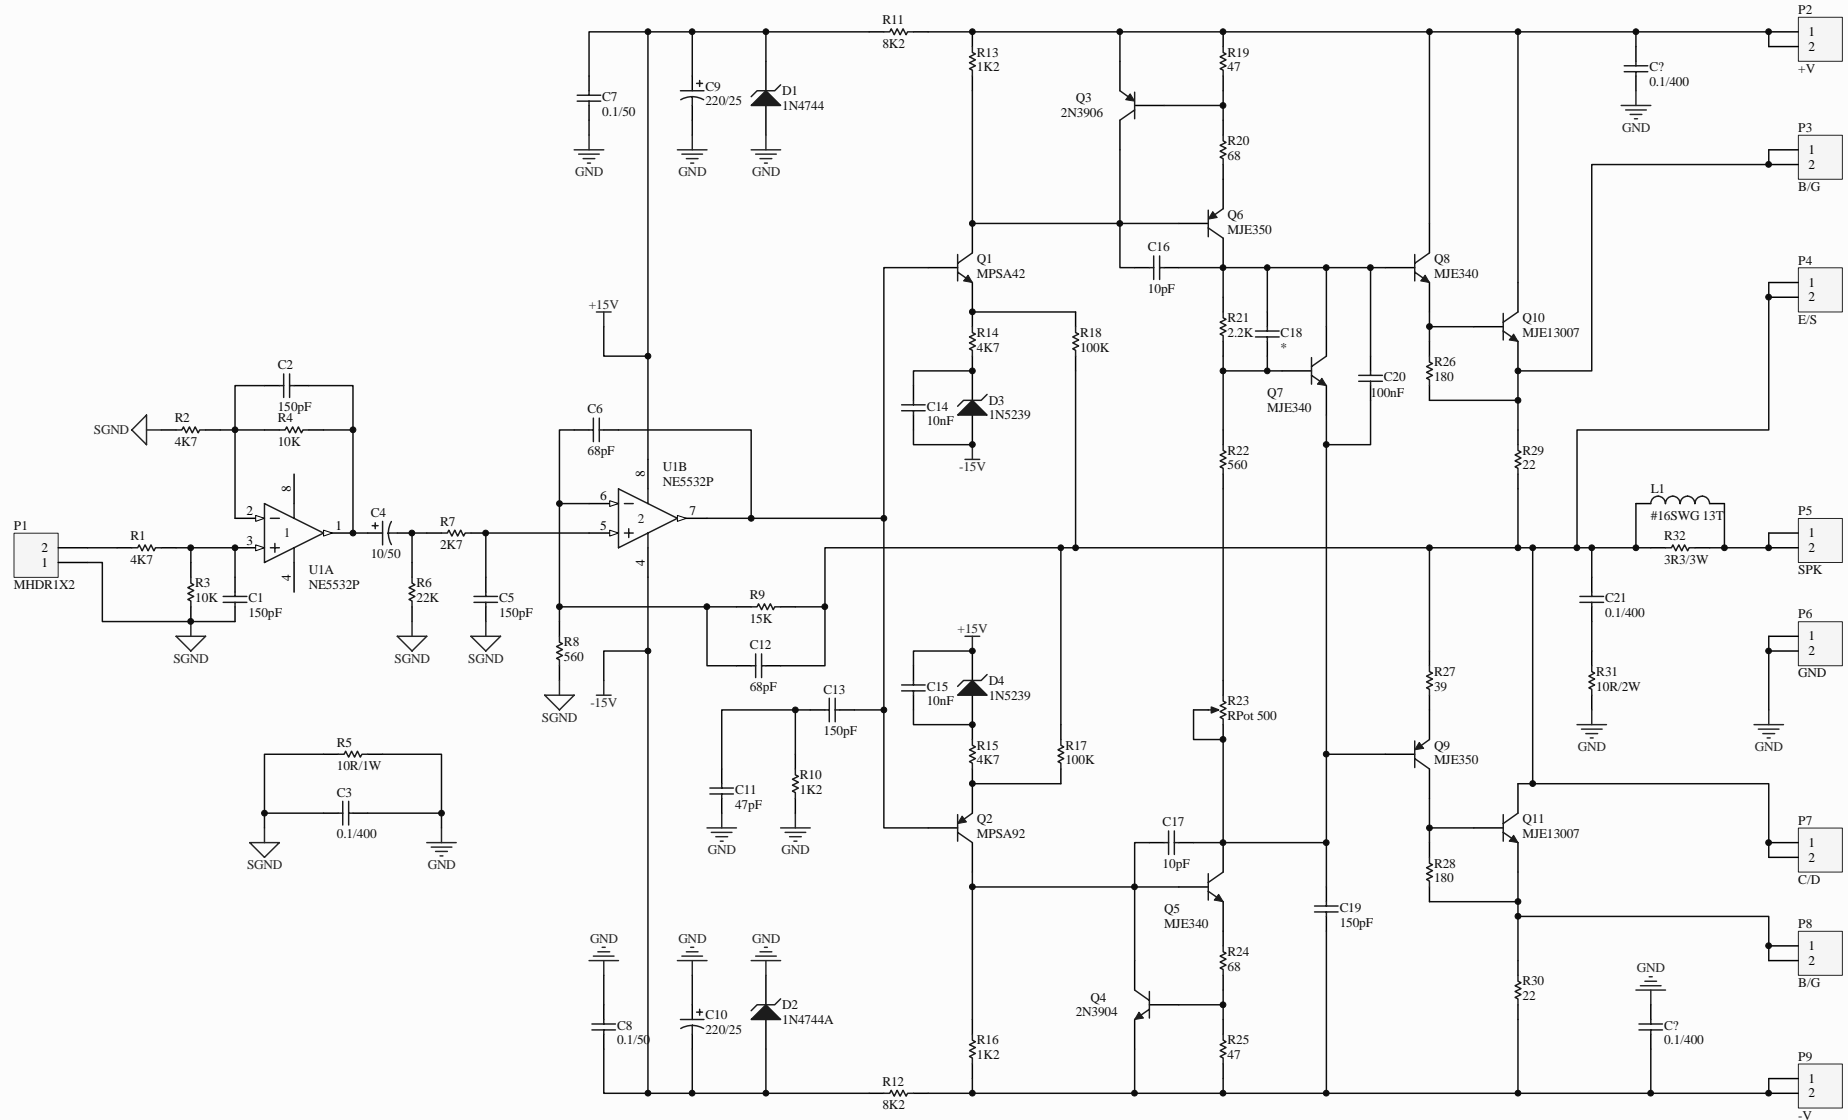 R11
8K2
P2
1
2
+V
R13
1K2
R19
47
C?
0.1/400
GND
C7
0.1/50
GND
C9
+
220/25
GND
D1
1N4744
GND
Q3
2N3906
R20
68
P3
1
2
B/G
Q6
MJE350
C16
10pF
Q1
MPSA42
Q8
MJE340
P4
1
2
E/S
+15V
R14
4K7
R18
100K
R21
2.2K
C18
*
Q10
MJE13007
R26
180
C2
150pF
R2
4K7
SGND
R4
10K
C6
68pF
C14
10nF
D3
1N5239
-15V
Q7
MJE340
C20
100nF
R22
560
R29
22
U1B
NE5532P
8
6
5
2
7
4
−
+
L1
#16SWG 13T
R32
3R3/3W
P5
1
2
SPK
P1
2
1
MHDR1X2
R1
4K7
R3
10K
C1
150pF
SGND
8
2
3
1
1
4
−
+
U1A
NE5532P
C4
+
10/50
R7
2K7
R6
22K
SGND
C5
150pF
SGND
R9
15K
C12
68pF
R8
560
SGND
-15V
C21
0.1/400
R31
10R/2W
GND
P6
1
2
GND
GND
+15V
C15
10nF
D4
1N5239
C13
150pF
R27
39
R23
RPot 500
R5
10R/1W
C3
0.1/400
SGND
GND
C11
47pF
GND
R10
1K2
GND
R15
4K7
R17
100K
Q9
MJE350
Q2
MPSA92
C17
10pF
Q11
MJE13007
P7
1
2
C/D
R28
180
Q5
MJE340
C19
150pF
P8
1
2
B/G
GND
C8
0.1/50
GND
C10
+
220/25
GND
D2
1N4744A
R24
68
Q4
2N3904
R30
22
GND
C?
0.1/400
R16
1K2
R25
47
R12
8K2
P9
1
2
-V